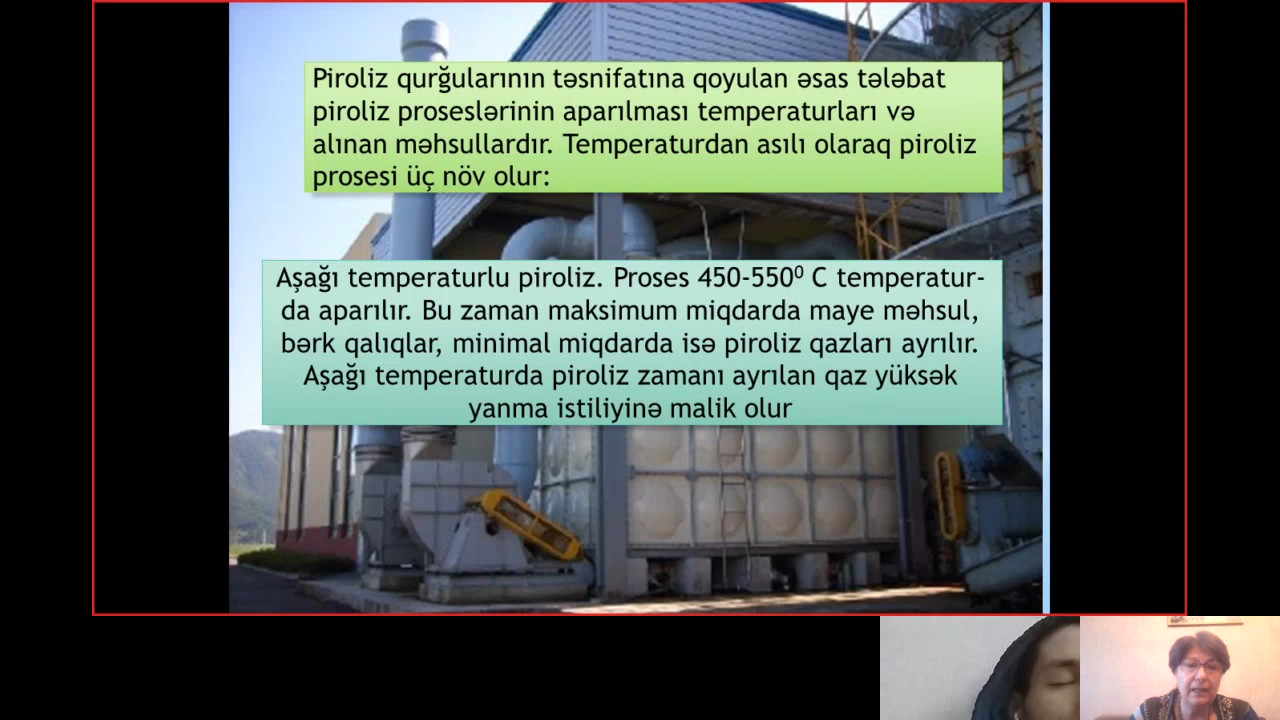 Piroliz qurğularının təsnifatına qoyulan əsas tələbat
piroliz proseslərinin aparılması temperaturları və
alınan məhsullardır. Temperaturdan asılı olaraq piroliz
prosesi üç növ olur:
Aşağı temperaturlu piroliz. Proses 450-550⁰ C temperatur-
da aparılır. Bu zaman maksimum miqdarda maye məhsul,
bərk qalıqlar, minimal miqdarda isə piroliz qazları ayrılır.
Aşağı temperaturda piroliz zamanı ayrılan qaz yüksək
yanma istiliyinə malik olur